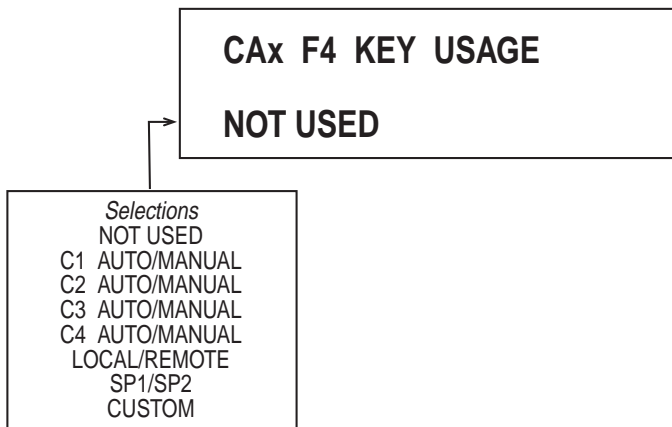 CAx F4 KEY USAGE
NOT USED
Selections
NOT USED
C1 AUTO/MANUAL
C2 AUTO/MANUAL
C3 AUTO/MANUAL
C4 AUTO/MANUAL
LOCAL/REMOTE
SP1/SP2
CUSTOM